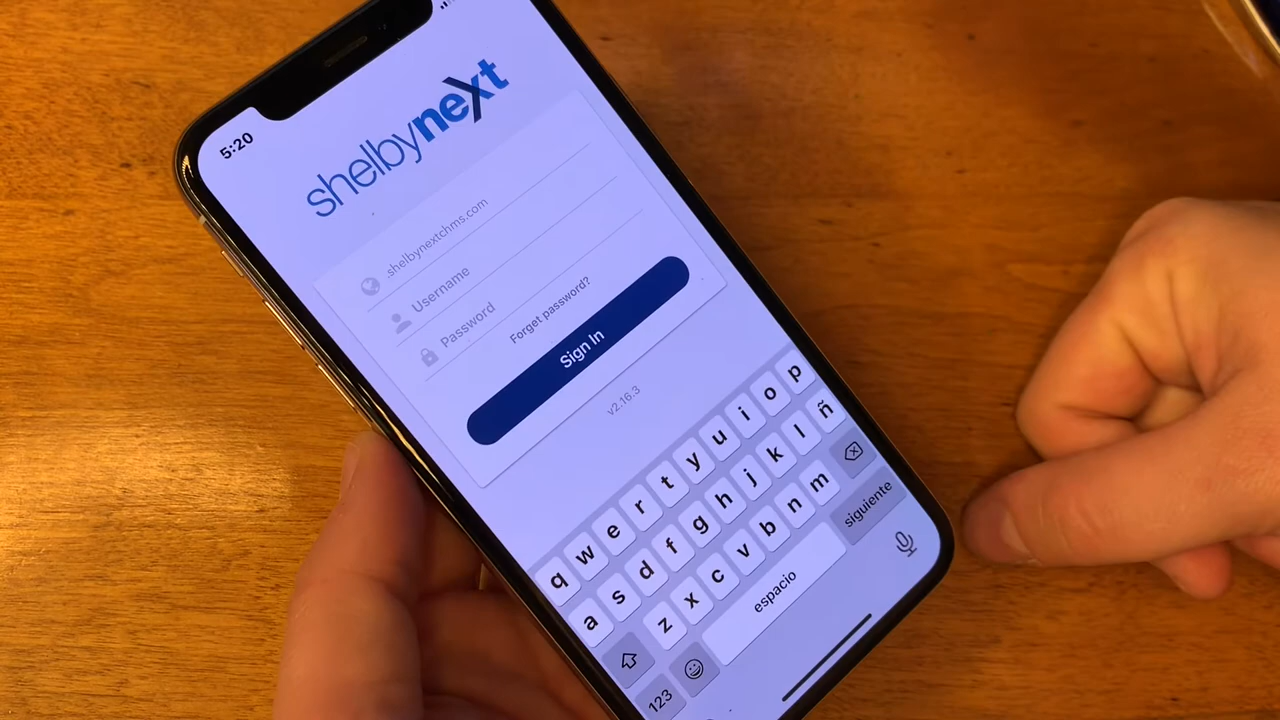 5:20
shelbynext
.shelbynextchms.com
Username
Password
Forget password?
Sign In
v2.16.3
q w e r t y u i o p
a s d f g h j k l ñ
z x c v b n m
123 espacio siguiente